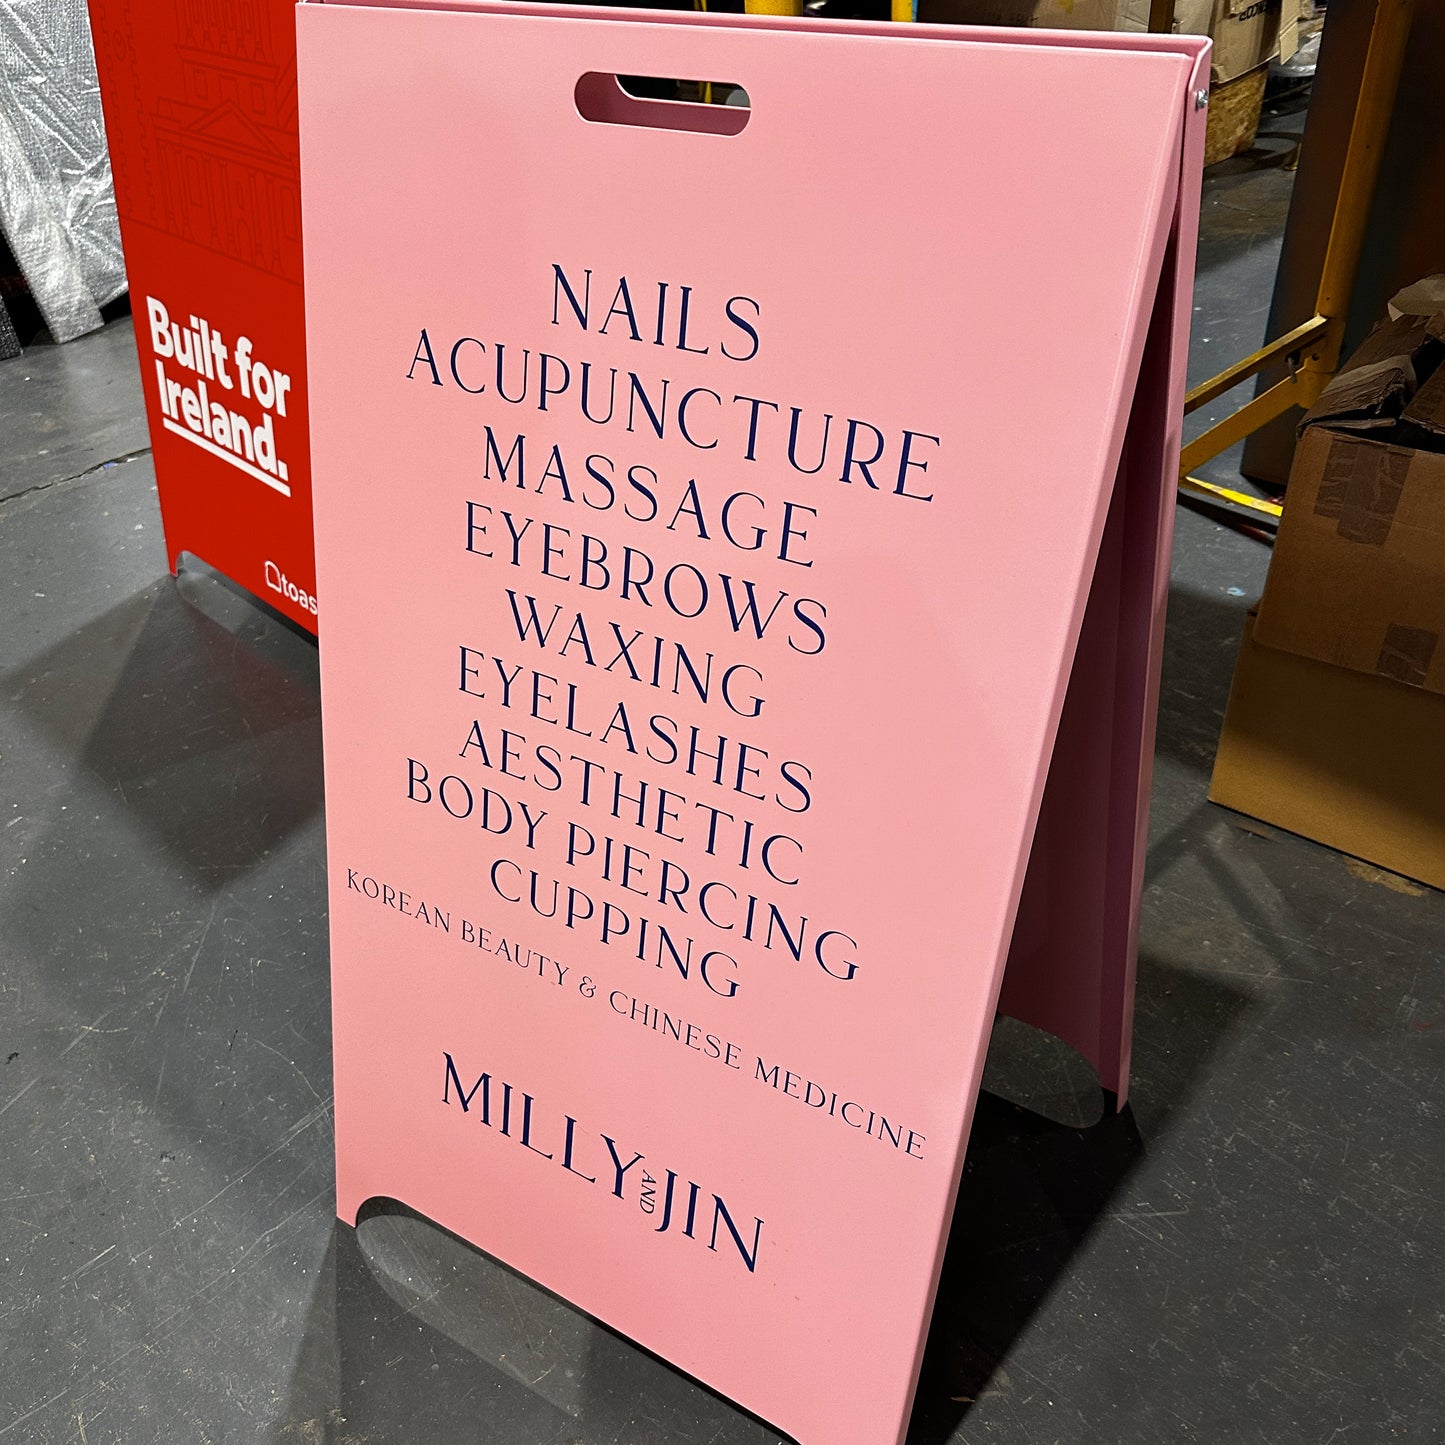 NAILS
ACUPUNCTURE
MASSAGE
EYEBROWS
WAXING
EYELASHES
AESTHETIC
BODY PIERCING
CUPPING
KOREAN BEAUTY & CHINESE MEDICINE
MILLY AND JIN
Built for
Ireland.
toas